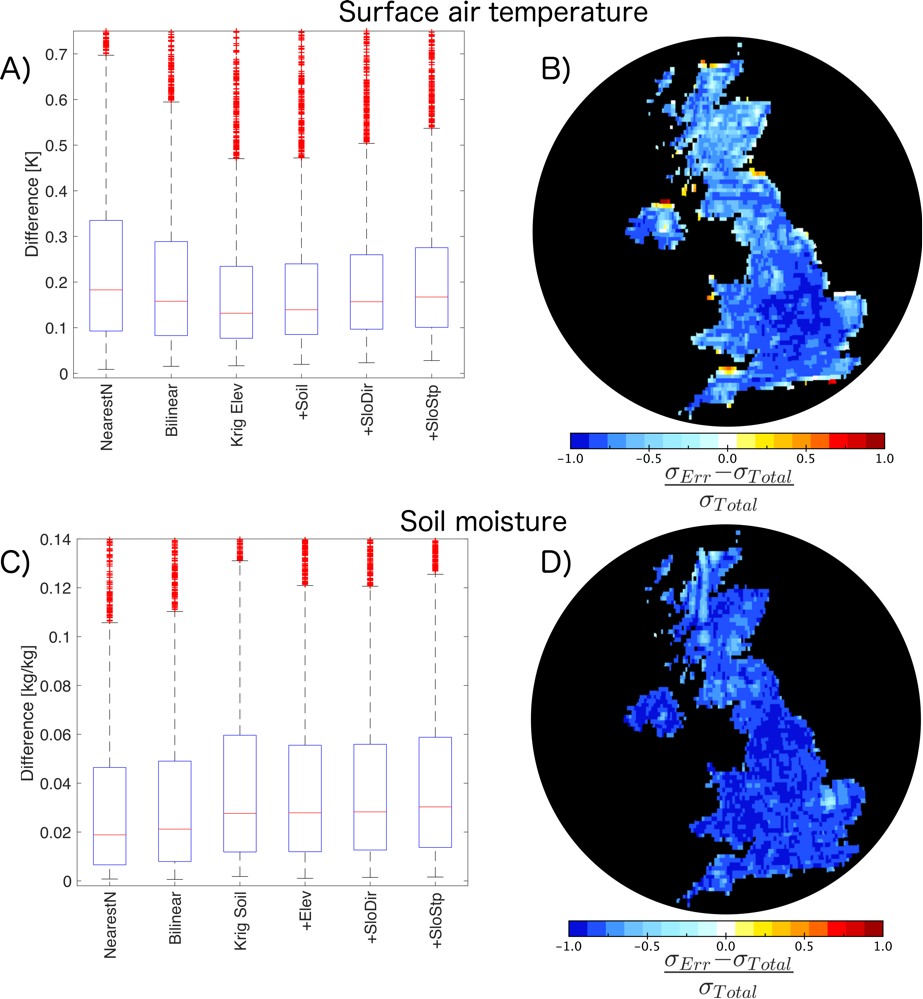 Surface air temperature
A)
B)
Difference [K]
0.7
0.6
0.5
0.4
0.3
0.2
0.1
0
NearestN
Bilinear
Krig Elev
+Soil
+SloDir
+SloStp
−1.0 −0.5 0.0 0.5 1.0
σErr−σTotal
σTotal
Soil moisture
C)
D)
Difference [kg/kg]
0.14
0.12
0.1
0.08
0.06
0.04
0.02
0
NearestN
Bilinear
Krig Soil
+Elev
+SloDir
+SloStp
−1.0 −0.5 0.0 0.5 1.0
σErr−σTotal
σTotal